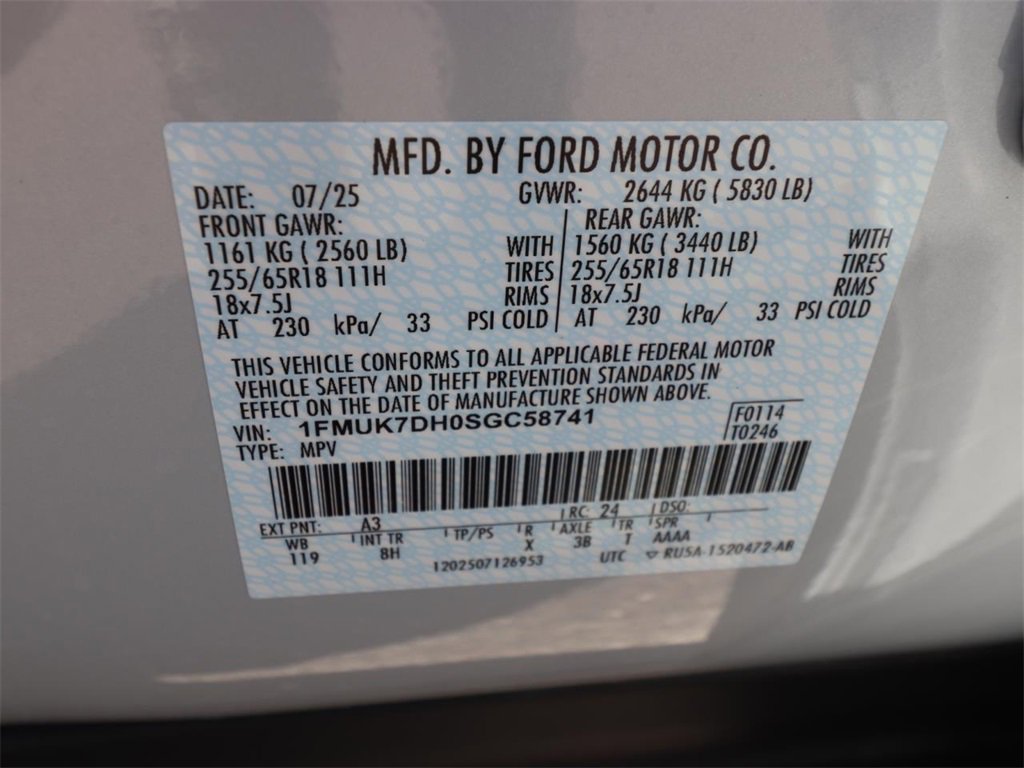 MFD. BY FORD MOTOR CO.
DATE: 07/25 GVWR: 2644 KG ( 5830 LB)
FRONT GAWR: REAR GAWR:
1161 KG ( 2560 LB) WITH 1560 KG ( 3440 LB) WITH
255/65R18 111H TIRES 255/65R18 111H TIRES
18x7.5J RIMS 18x7.5J RIMS
AT 230 kPa/ 33 PSI COLD AT 230 kPa/ 33 PSI COLD
THIS VEHICLE CONFORMS TO ALL APPLICABLE FEDERAL MOTOR
VEHICLE SAFETY AND THEFT PREVENTION STANDARDS IN
EFFECT ON THE DATE OF MANUFACTURE SHOWN ABOVE.
VIN: 1FMUK7DH0SGC58741 F0114
TYPE: MPV T0246
EXT PNT: A3 RC: 24 DSO:
WB INT TR TP/PS R AXLE TR SPR
119 8H X 3B T AAAA
1202507126953 UTC ▽ RU5A-1520472-AB